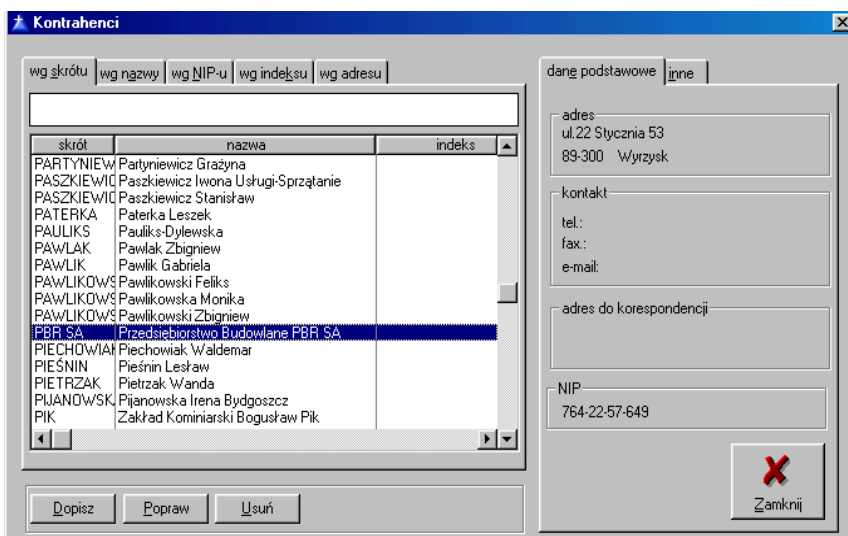 Kontrahenci
wg skrótu wg nazwy wg NIP-u wg indeksu wg adresu
skrót nazwa indeks
PARTYNIEW Partyniewicz Grażyna
PASZKIEWIC Paszkiewicz Iwona Usługi-Sprzątanie
PASZKIEWIC Paszkiewicz Stanisław
PATERKA Paterka Leszek
PAULIKS Pauliks-Dylewska
PAWLAK Pawlak Zbigniew
PAWLIK Pawlik Gabriela
PAWLIKOWS Pawlikowski Feliks
PAWLIKOWS Pawlikowska Monika
PAWLIKOWS Pawlikowski Zbigniew
PBR SA Przedsiębiorstwo Budowlane PBR SA
PIECHOWIAK Piechowiak Waldemar
PIEŚNIN Pieśnin Lesław
PIETRZAK Pietrzak Wanda
PIJANOWSK Pijanowska Irena Bydgoszcz
PIK Zakład Kominiarski Bogusław Pik
Dopisz Popraw Usuń
dane podstawowe inne
adres
ul.22 Stycznia 53
89-300 Wyrzysk
kontakt
tel.:
fax.:
e-mail:
adres do korespondencji
NIP
764-22-57-649
Zamknij